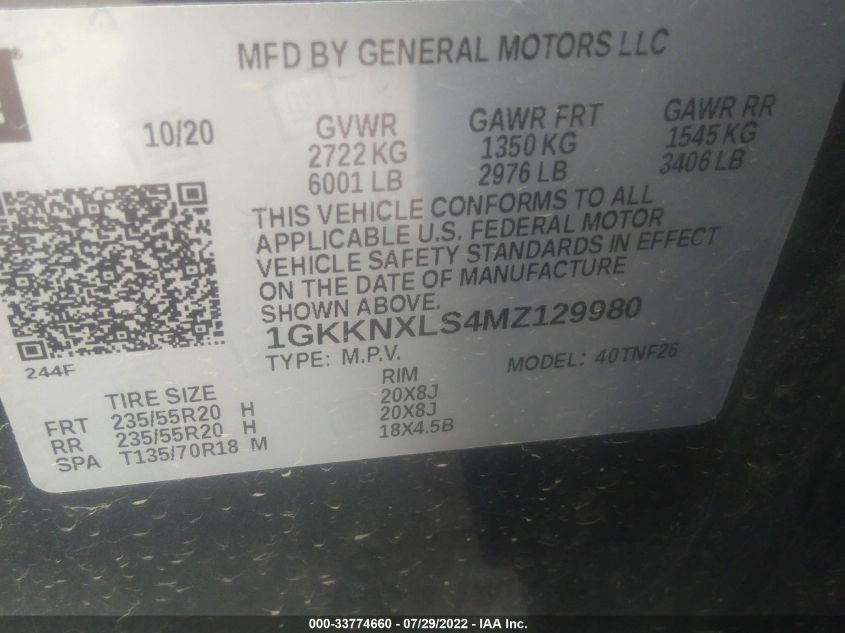 MFD BY GENERAL MOTORS LLC
10/20
GVWR
2722 KG
6001 LB
GAWR FRT
1350 KG
2976 LB
GAWR RR
1545 KG
3406 LB
THIS VEHICLE CONFORMS TO ALL
APPLICABLE U.S. FEDERAL MOTOR
VEHICLE SAFETY STANDARDS IN EFFECT
ON THE DATE OF MANUFACTURE
SHOWN ABOVE.
1GKKNXLS4MZ129980
TYPE: M.P.V.
MODEL: 40TNF26
244F
TIRE SIZE
RIM
FRT 235/55R20 H 20X8J
RR 235/55R20 H 20X8J
SPA T135/70R18 M 18X4.5B
000-33774660 - 07/29/2022 - IAA Inc.